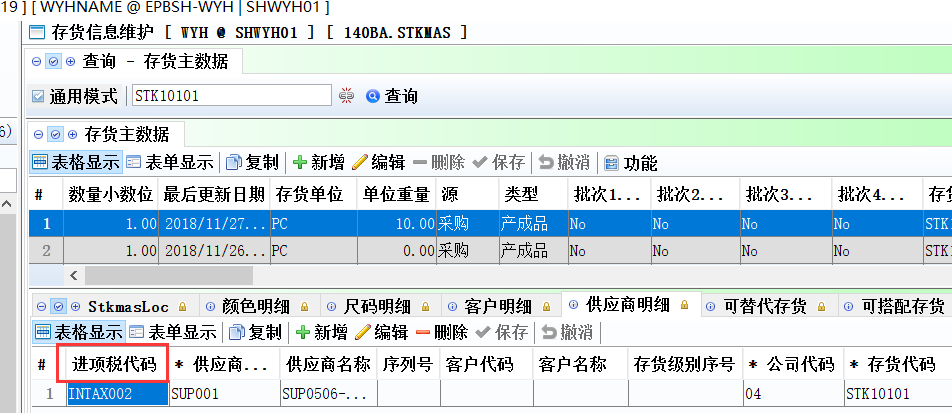 19 ] [ WYHNAME @ EPBSH-WYH | SHWYH01 ]
存货信息维护 [ WYH @ SHWYH01 ] [ 140BA.STKMAS ]
查询 - 存货主数据
通用模式 STK10101 查询
6)
存货主数据
表格显示 表单显示 复制 新增 编辑 删除 保存 撤消 功能
# 数量小数位 最后更新日期 存货单位 单位重量 源 类型 批次1... 批次2... 批次3... 批次4... 存货
1 1.00 2018/11/27... PC 10.00 采购 产成品 No No No No STK1
2 1.00 2018/11/26... PC 0.00 采购 产成品 No No No No STK1
StkmasLoc 颜色明细 尺码明细 客户明细 供应商明细 可替代存货 可搭配存货
表格显示 表单显示 复制 新增 编辑 删除 保存 撤消
# 进项税代码 * 供应商... 供应商名称 序列号 客户代码 客户名称 存货级别序号 * 公司代码 * 存货代码
1 INTAX002 SUP001 SUP0506-... 04 STK10101